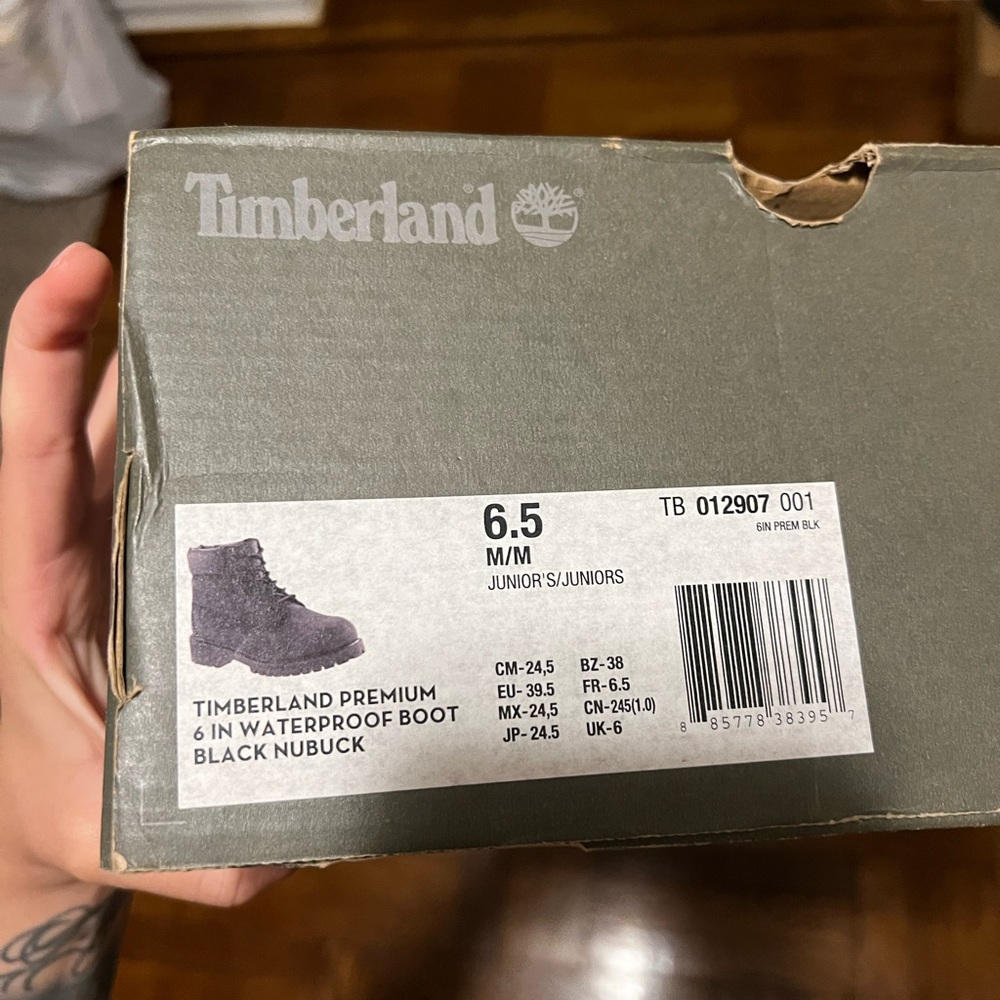 Timberland®
6.5
M/M
JUNIOR'S/JUNIORS
TB 012907 001
6IN PREM BLK
TIMBERLAND PREMIUM
6 IN WATERPROOF BOOT
BLACK NUBUCK
CM-24,5 BZ-38
EU- 39.5 FR-6.5
MX-24,5 CN-245(1.0)
JP- 24.5 UK-6
8 85778 38395 7